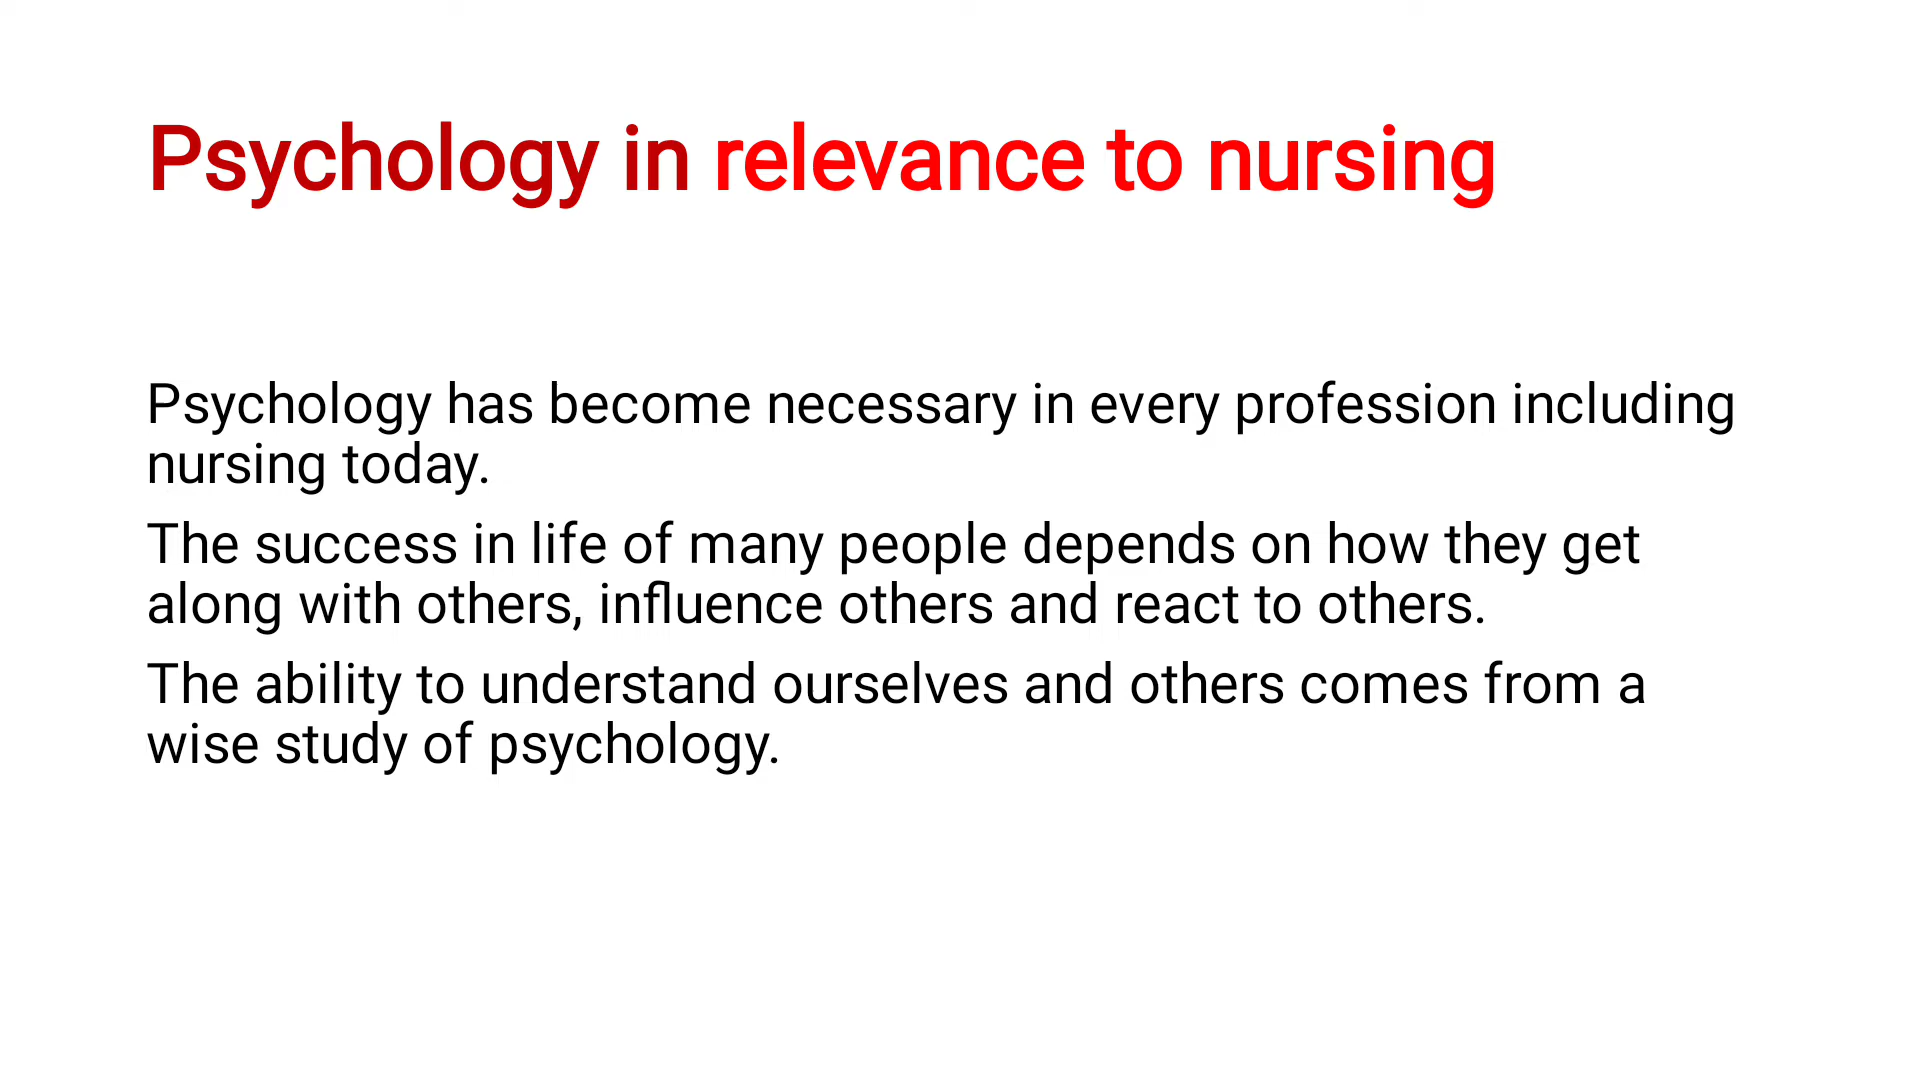 Psychology in relevance to nursing
Psychology has become necessary in every profession including
nursing today.
The success in life of many people depends on how they get
along with others, influence others and react to others.
The ability to understand ourselves and others comes from a
wise study of psychology.